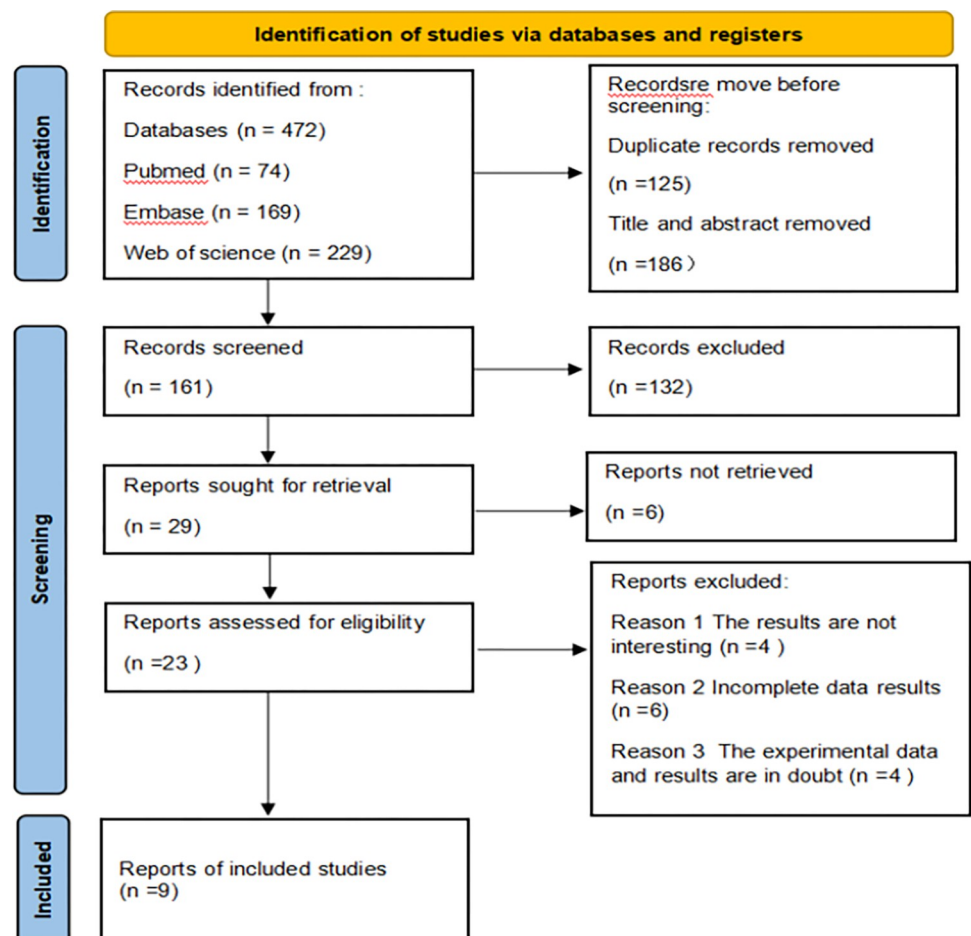 Identification of studies via databases and registers
Identification
Records identified from :
Databases (n = 472)
Pubmed (n = 74)
Embase (n = 169)
Web of science (n = 229)
Recordsre move before
screening:
Duplicate records removed
(n =125)
Title and abstract removed
(n =186）
Screening
Records screened
(n = 161)
Records excluded
(n =132)
Reports sought for retrieval
(n = 29)
Reports not retrieved
(n =6)
Reports assessed for eligibility
(n =23 )
Reports excluded:
Reason 1 The results are not
interesting (n =4 )
Reason 2 Incomplete data results
(n =6)
Reason 3  The experimental data
and results are in doubt (n =4 )
Included
Reports of included studies
(n =9)